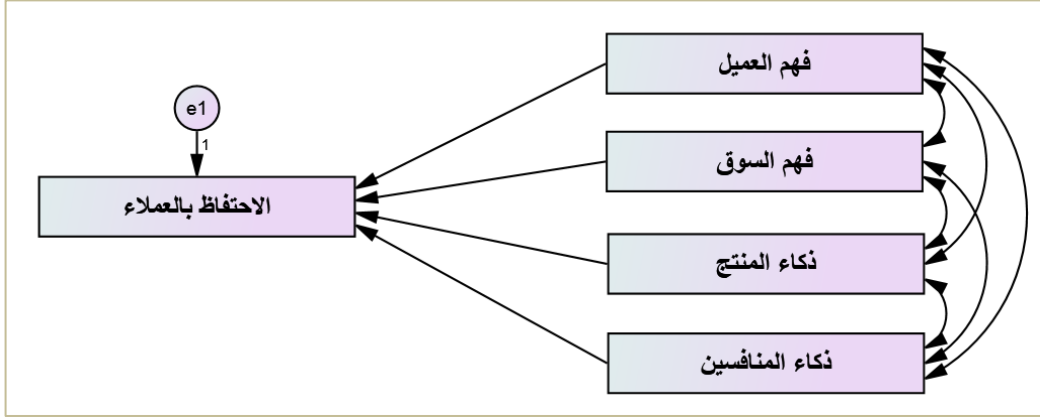 فهم العميل
e1
1
فهم السوق
الاحتفاظ بالعملاء
ذكاء المنتج
ذكاء المنافسين